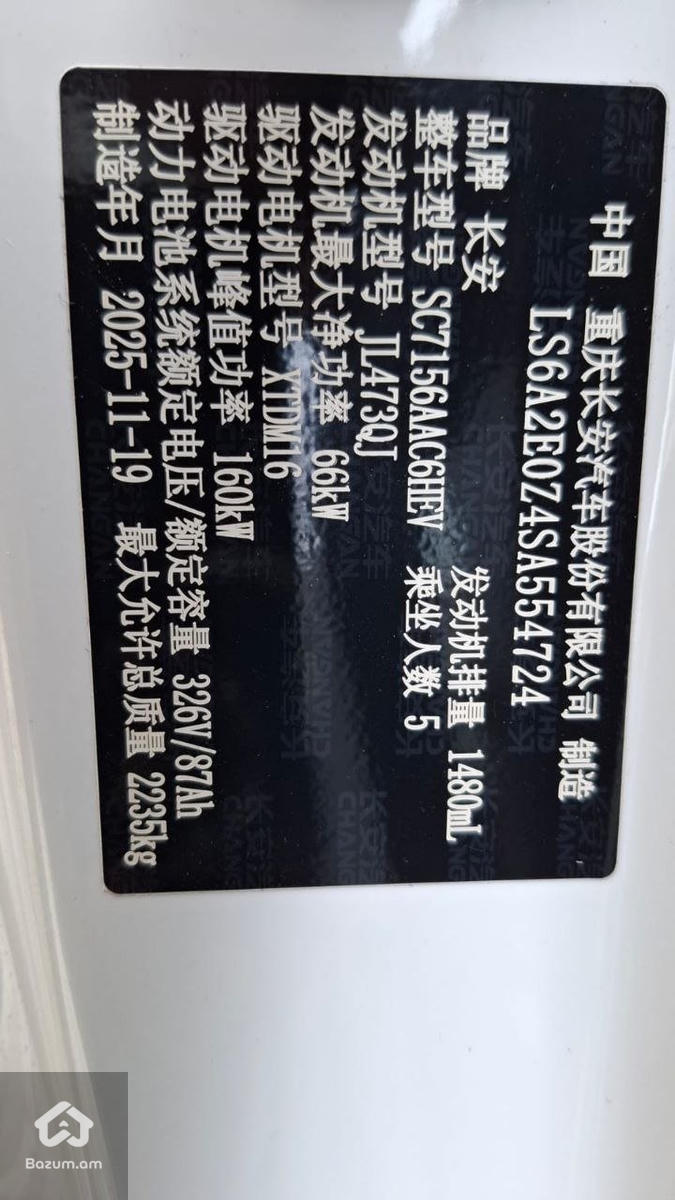 中国 重庆长安汽车股份有限公司 制造
LS6A2E0Z4SA554724
品牌 长安 发动机排量 1480mL
整车型号 SC7156AAC6HEV 乘坐人数 5
发动机型号 JL473QJ
发动机最大净功率 66kW
驱动电机型号 XTDM16
驱动电机峰值功率 160kW
动力电池系统额定电压/额定容量 326V/87Ah
制造年月 2025-11-19 最大允许总质量 2235kg
Bazum.am